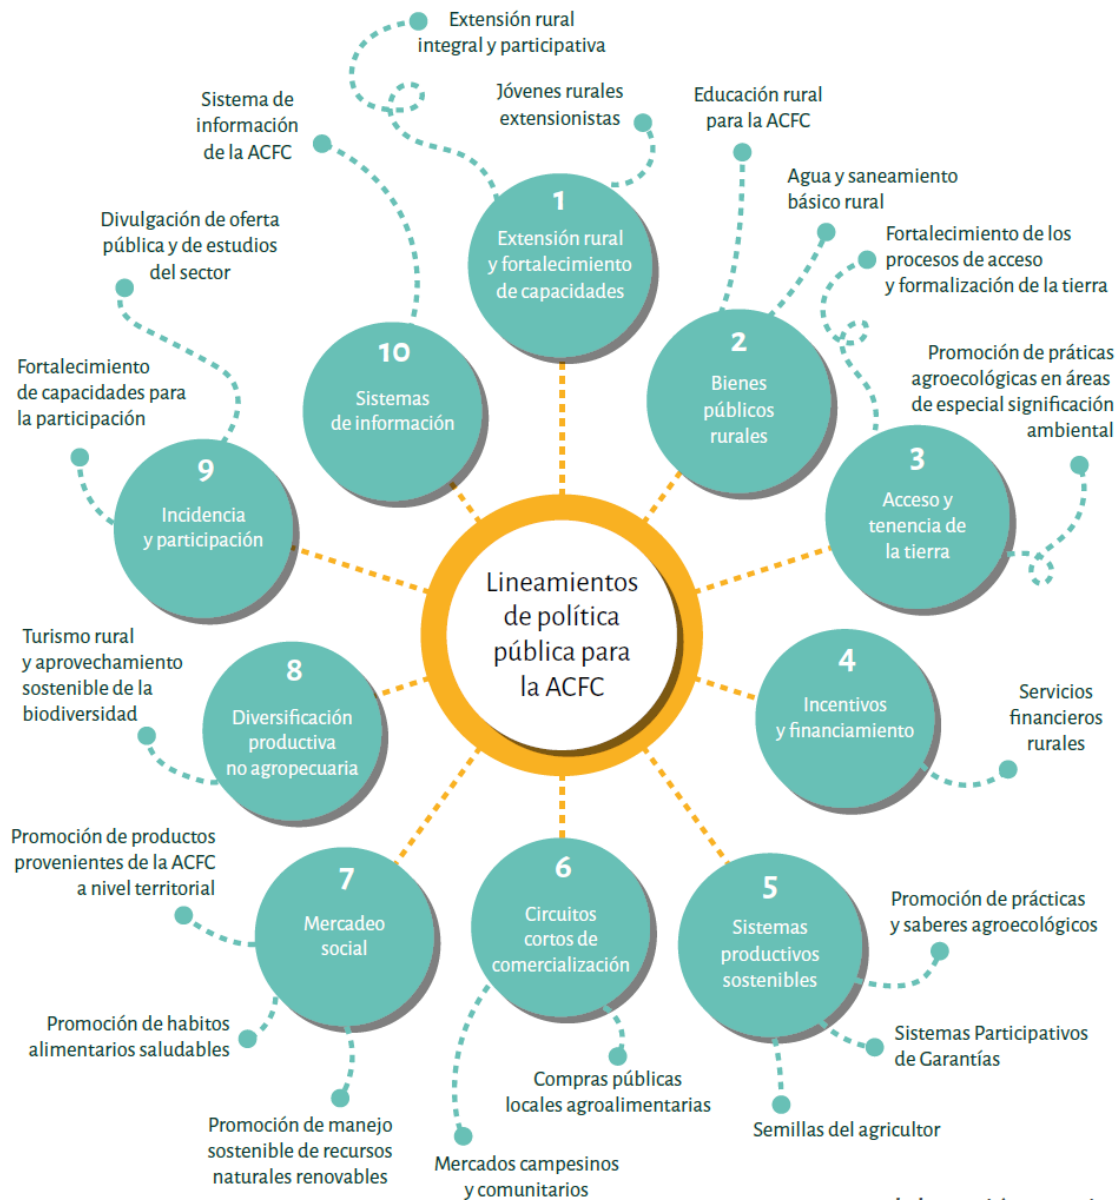 Extensión rural
integral y participativa
Jóvenes rurales
extensionistas
Educación rural
para la ACFC
Sistema de
información
de la ACFC
Agua y saneamiento
básico rural
Divulgación de oferta
pública y de estudios
del sector
Fortalecimiento de los
procesos de acceso
y formalización de la tierra
1
Extensión rural
y fortalecimiento
de capacidades
2
Bienes
públicos
rurales
10
Sistemas
de información
Fortalecimiento
de capacidades para
la participación
Promoción de práticas
agroecológicas en áreas
de especial significación
ambiental
9
Incidencia
y participación
3
Acceso y
tenencia de
la tierra
Lineamientos
de política
pública para
la ACFC
Turismo rural
y aprovechamiento
sostenible de la
biodiversidad
8
Diversificación
productiva
no agropecuaria
4
Incentivos
y financiamiento
Servicios
financieros
rurales
Promoción de productos
provenientes de la ACFC
a nivel territorial
7
Mercadeo
social
6
Circuitos
cortos de
comercialización
5
Sistemas
productivos
sostenibles
Promoción de prácticas
y saberes agroecológicos
Promoción de habitos
alimentarios saludables
Sistemas Participativos
de Garantías
Compras públicas
locales agroalimentarias
Semillas del agricultor
Promoción de manejo
sostenible de recursos
naturales renovables
Mercados campesinos
y comunitarios